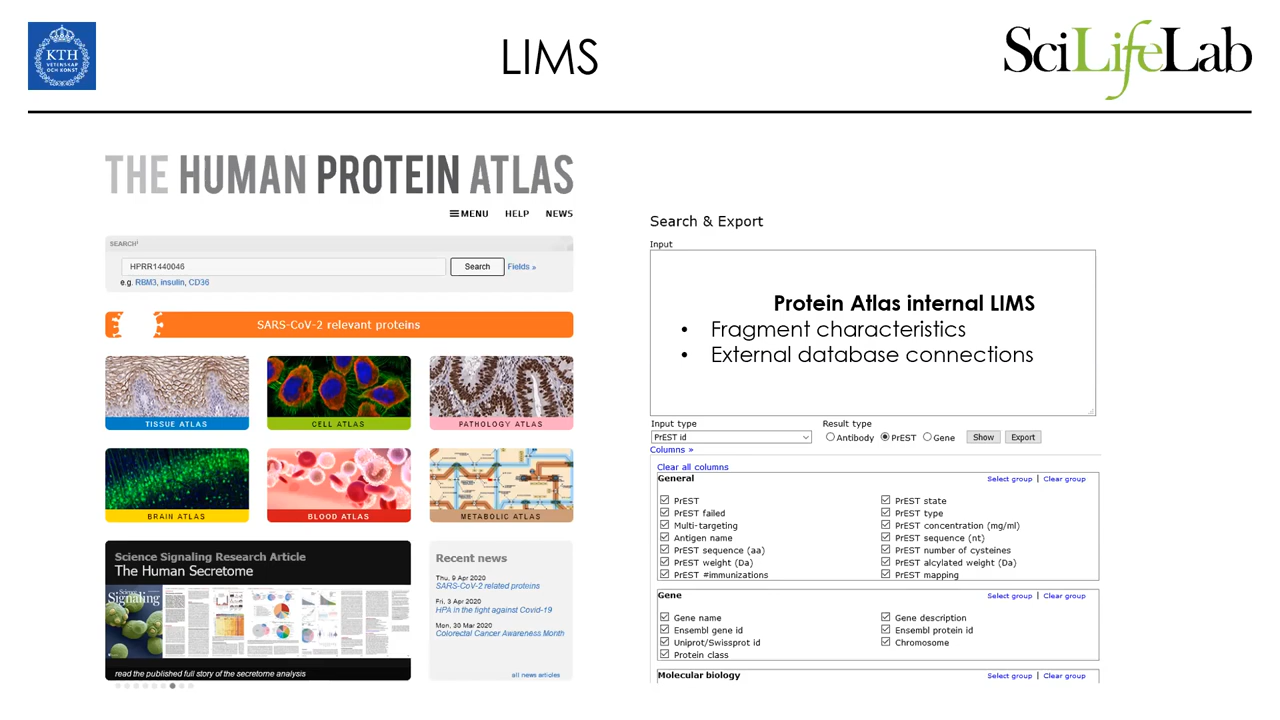 KTH
VETENSKAP
OCH KONST
LIMS
SciLifeLab
THE HUMAN PROTEIN ATLAS
MENU HELP NEWS
SEARCH¹
HPRR1440046
Search
Fields »
e.g. RBM3, insulin, CD36
SARS-CoV-2 relevant proteins
TISSUE ATLAS
CELL ATLAS
PATHOLOGY ATLAS
BRAIN ATLAS
BLOOD ATLAS
METABOLIC ATLAS
Science Signaling Research Article
The Human Secretome
Science
Signaling
read the published full story of the secretome analysis
Recent news
Thu, 9 Apr 2020
SARS-CoV-2 related proteins
Fri, 3 Apr 2020
HPA in the fight against Covid-19
Mon, 30 Mar 2020
Colorectal Cancer Awareness Month
all news articles
Search & Export
Input
Protein Atlas internal LIMS
• Fragment characteristics
• External database connections
Input type
Result type
PrEST id
Antibody PrEST Gene Show Export
Columns »
Clear all columns
General Select group | Clear group
PrEST PrEST state
PrEST failed PrEST type
Multi-targeting PrEST concentration (mg/ml)
Antigen name PrEST sequence (nt)
PrEST sequence (aa) PrEST number of cysteines
PrEST weight (Da) PrEST alcylated weight (Da)
PrEST #immunizations PrEST mapping
Gene Select group | Clear group
Gene name Gene description
Ensembl gene id Ensembl protein id
Uniprot/Swissprot id Chromosome
Protein class
Molecular biology Select group | Clear group